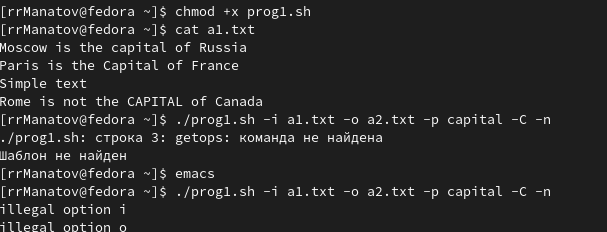 [rrManatov@fedora ~]$ chmod +x prog1.sh
[rrManatov@fedora ~]$ cat a1.txt
Moscow is the capital of Russia
Paris is the Capital of France
Simple text
Rome is not the CAPITAL of Canada
[rrManatov@fedora ~]$ ./prog1.sh -i a1.txt -o a2.txt -p capital -C -n
./prog1.sh: строка 3: getops: команда не найдена
Шаблон не найден
[rrManatov@fedora ~]$ emacs
[rrManatov@fedora ~]$ ./prog1.sh -i a1.txt -o a2.txt -p capital -C -n
illegal option i
illegal option o